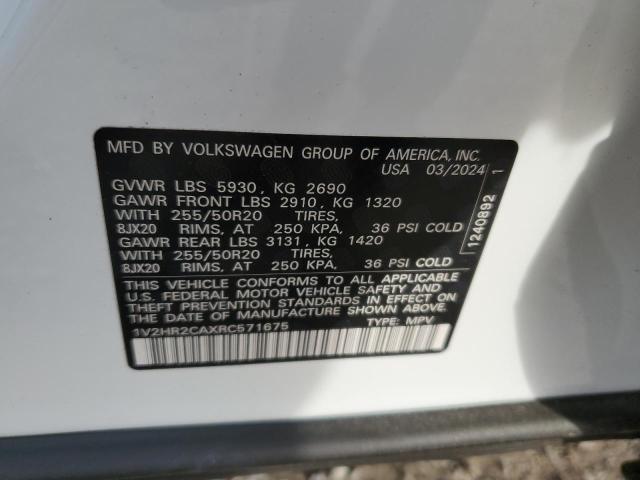 MFD BY VOLKSWAGEN GROUP OF AMERICA, INC.
USA 03/2024
GVWR LBS 5930, KG 2690
GAWR FRONT LBS 2910, KG 1320
WITH 255/50R20 TIRES,
8JX20 RIMS, AT 250 KPA, 36 PSI COLD
GAWR REAR LBS 3131, KG 1420
WITH 255/50R20 TIRES,
8JX20 RIMS, AT 250 KPA, 36 PSI COLD
THIS VEHICLE CONFORMS TO ALL APPLICABLE
U.S. FEDERAL MOTOR VEHICLE SAFETY AND
THEFT PREVENTION STANDARDS IN EFFECT ON
THE DATE OF MANUFACTURE SHOWN ABOVE.
1V2HR2CAXRC571675 TYPE: MPV
1240892 1